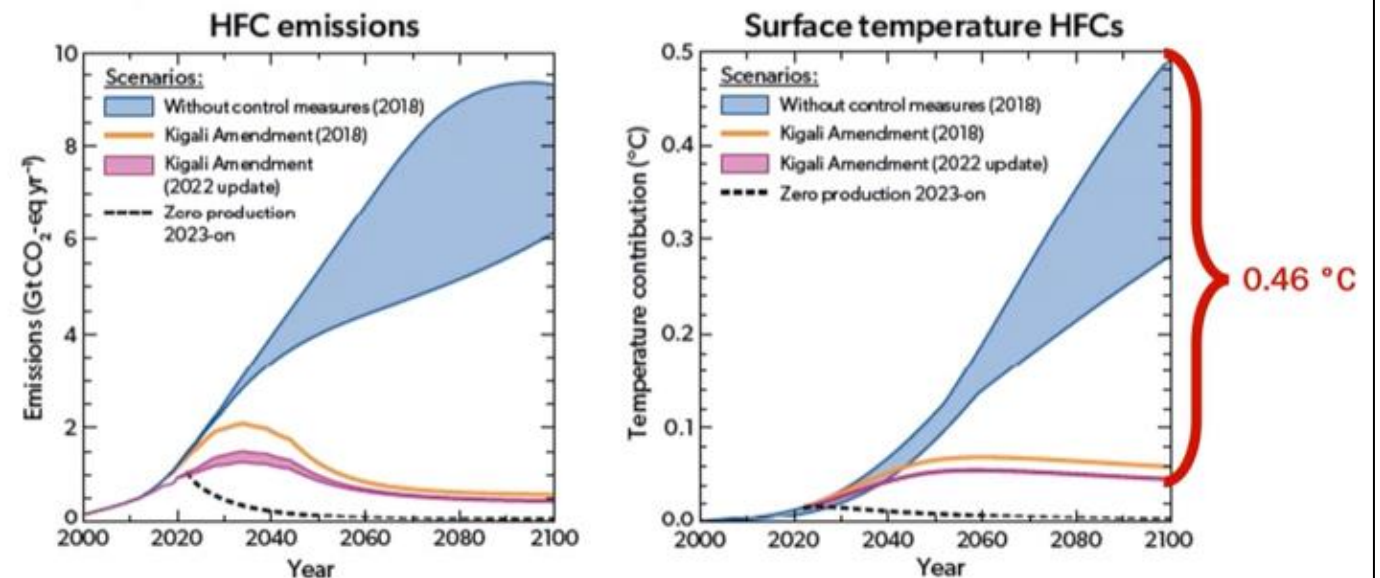 HFC emissions
10
8
6
4
2
0
Emissions (Gt CO₂-eq yr⁻¹)
Scenarios:
Without control measures (2018)
Kigali Amendment (2018)
Kigali Amendment
(2022 update)
Zero production
2023-on
2000 2020 2040 2060 2080 2100
Year
Surface temperature HFCs
0.5
0.4
0.3
0.2
0.1
0.0
Temperature contribution (°C)
Scenarios:
Without control measures (2018)
Kigali Amendment (2018)
Kigali Amendment (2022 update)
Zero production 2023-on
2000 2020 2040 2060 2080 2100
Year
0.46 °C